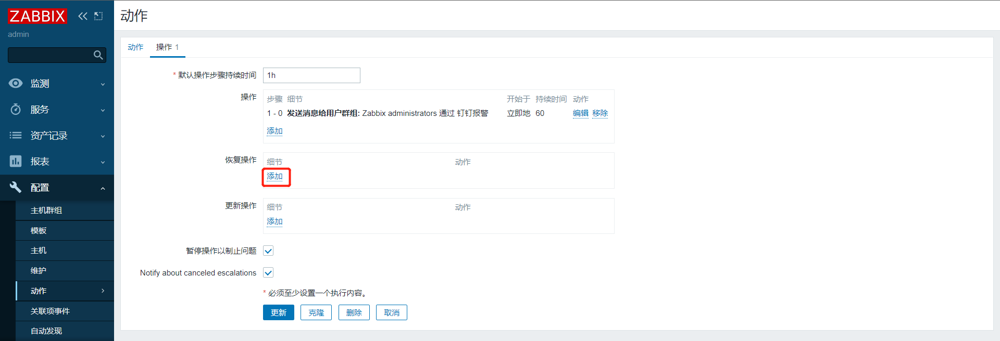 ZABBIX
admin
监测
服务
资产记录
报表
配置
主机群组
模板
主机
维护
动作
关联项事件
自动发现
动作
动作 操作 1
* 默认操作步骤持续时间 1h
操作 步骤 细节 开始于 持续时间 动作
1 - 0 发送消息给用户群组: Zabbix administrators 通过 钉钉报警 立即地 60 编辑 移除
添加
恢复操作 细节 动作
添加
更新操作 细节 动作
添加
暂停操作以制止问题
Notify about canceled escalations
* 必须至少设置一个执行内容。
更新 克隆 删除 取消